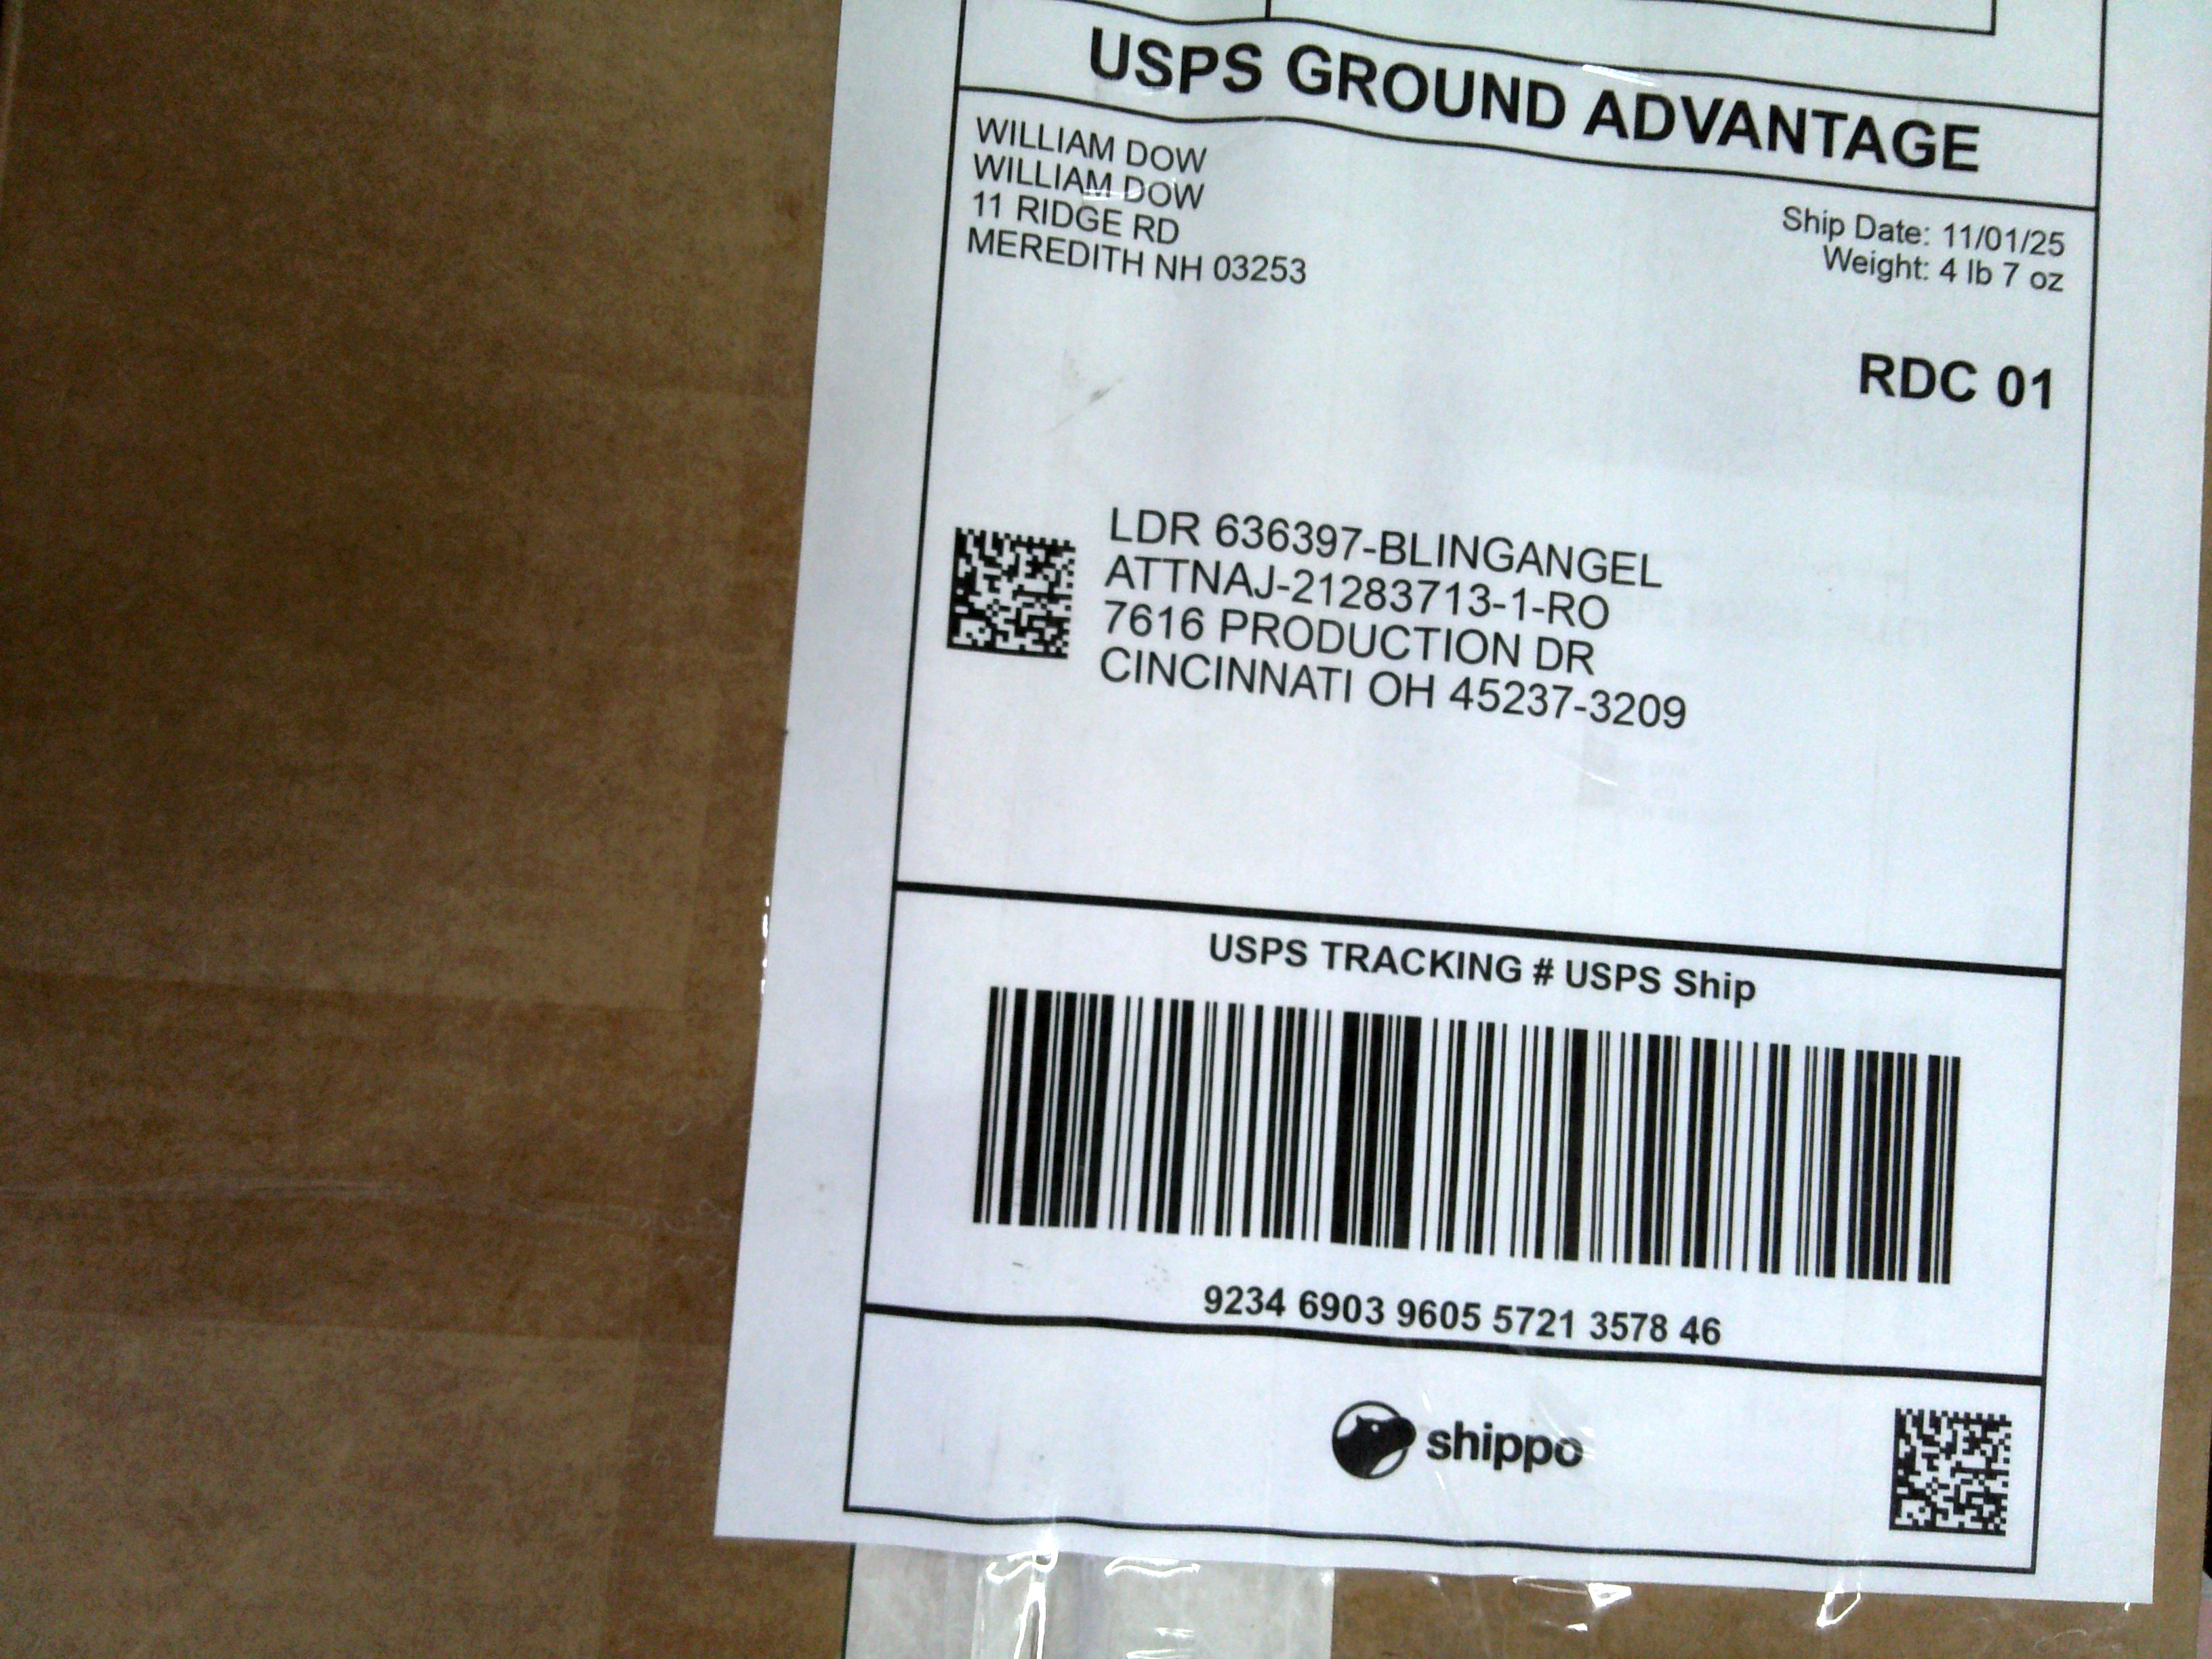 USPS GROUND ADVANTAGE
WILLIAM DOW
WILLIAM DOW
11 RIDGE RD
MEREDITH NH 03253
Ship Date: 11/01/25
Weight: 4 lb 7 oz
RDC 01
LDR 636397-BLINGANGEL
ATTNAJ-21283713-1-RO
7616 PRODUCTION DR
CINCINNATI OH 45237-3209
USPS TRACKING # USPS Ship
9234 6903 9605 5721 3578 46
shippo